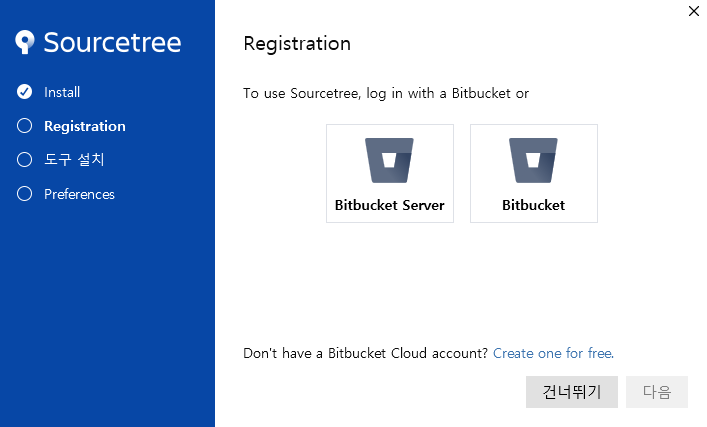 Sourcetree
Install
Registration
도구 설치
Preferences
Registration
To use Sourcetree, log in with a Bitbucket or
Bitbucket Server
Bitbucket
Don't have a Bitbucket Cloud account? Create one for free.
건너뛰기
다음